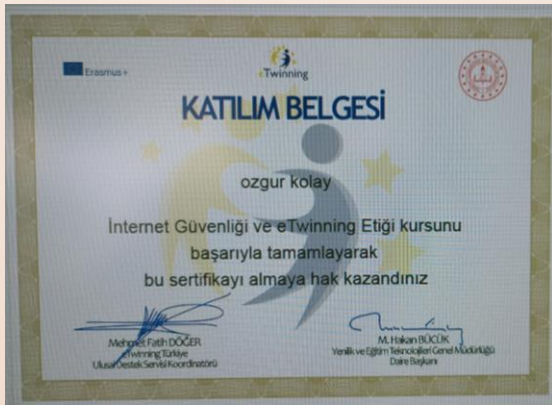 Erasmus+
eTwinning
KATILIM BELGESİ
ozgur kolay
İnternet Güvenliği ve eTwinning Etiği kursunu
başarıyla tamamlayarak
bu sertifikayı almaya hak kazandınız
Mehmet Fatih DÖĞER
eTwinning Türkiye
Ulusal Destek Servisi Koordinatörü
M. Hakan BÜCÜK
Yenilik ve Eğitim Teknolojileri Genel Müdürlüğü
Daire Başkanı